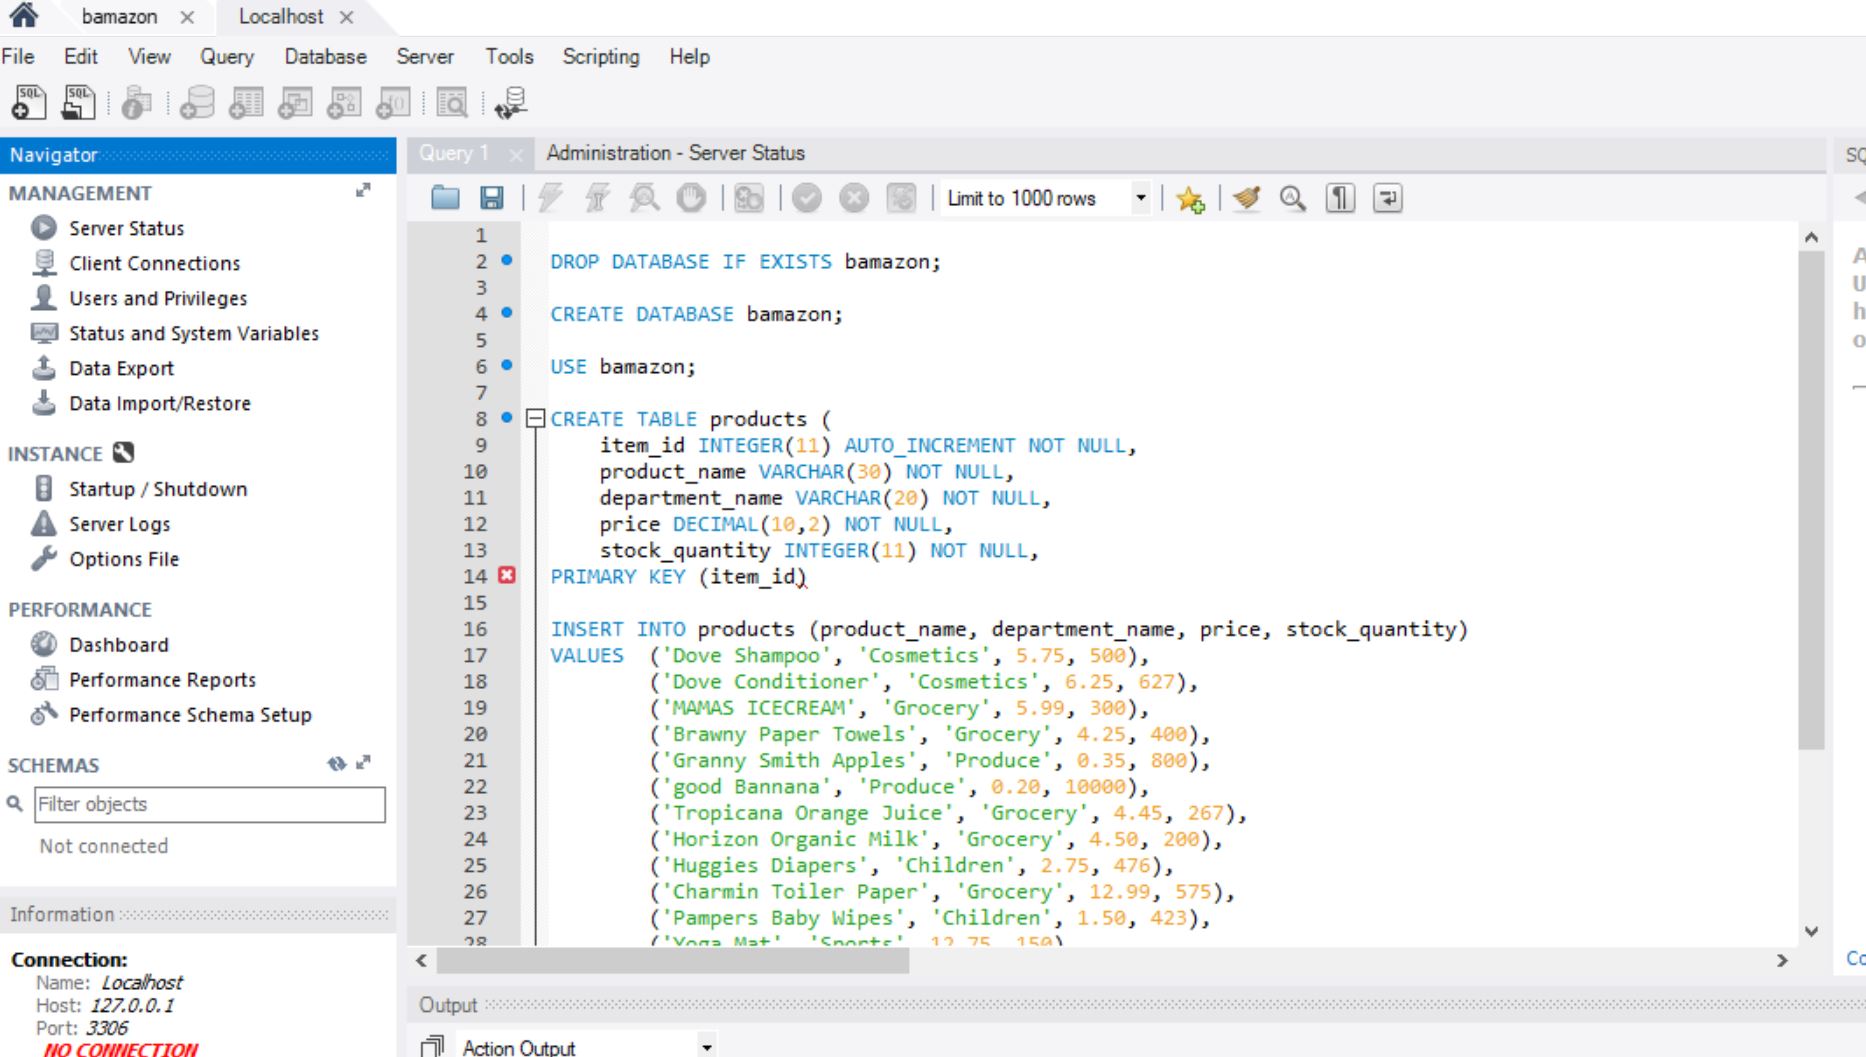 bamazon
Localhost
File Edit View Query Database Server Tools Scripting Help
SQL SQL
Navigator
MANAGEMENT
Server Status
Client Connections
Users and Privileges
Status and System Variables
Data Export
Data Import/Restore
INSTANCE
Startup / Shutdown
Server Logs
Options File
PERFORMANCE
Dashboard
Performance Reports
Performance Schema Setup
SCHEMAS
Filter objects
Not connected
Information
Connection:
Name: Localhost
Host: 127.0.0.1
Port: 3306
NO CONNECTION
Query 1
Administration - Server Status
Limit to 1000 rows
1
2 DROP DATABASE IF EXISTS bamazon;
3
4 CREATE DATABASE bamazon;
5
6 USE bamazon;
7
8 CREATE TABLE products (
9 item_id INTEGER(11) AUTO_INCREMENT NOT NULL,
10 product_name VARCHAR(30) NOT NULL,
11 department_name VARCHAR(20) NOT NULL,
12 price DECIMAL(10,2) NOT NULL,
13 stock_quantity INTEGER(11) NOT NULL,
14 PRIMARY KEY (item_id)
15
16 INSERT INTO products (product_name, department_name, price, stock_quantity)
17 VALUES ('Dove Shampoo', 'Cosmetics', 5.75, 500),
18 ('Dove Conditioner', 'Cosmetics', 6.25, 627),
19 ('MAMAS ICECREAM', 'Grocery', 5.99, 300),
20 ('Brawny Paper Towels', 'Grocery', 4.25, 400),
21 ('Granny Smith Apples', 'Produce', 0.35, 800),
22 ('good Bannana', 'Produce', 0.20, 10000),
23 ('Tropicana Orange Juice', 'Grocery', 4.45, 267),
24 ('Horizon Organic Milk', 'Grocery', 4.50, 200),
25 ('Huggies Diapers', 'Children', 2.75, 476),
26 ('Charmin Toiler Paper', 'Grocery', 12.99, 575),
27 ('Pampers Baby Wipes', 'Children', 1.50, 423),
28 ('Yoga Mat', 'Sports', 12.75, 150)
Output
Action Output